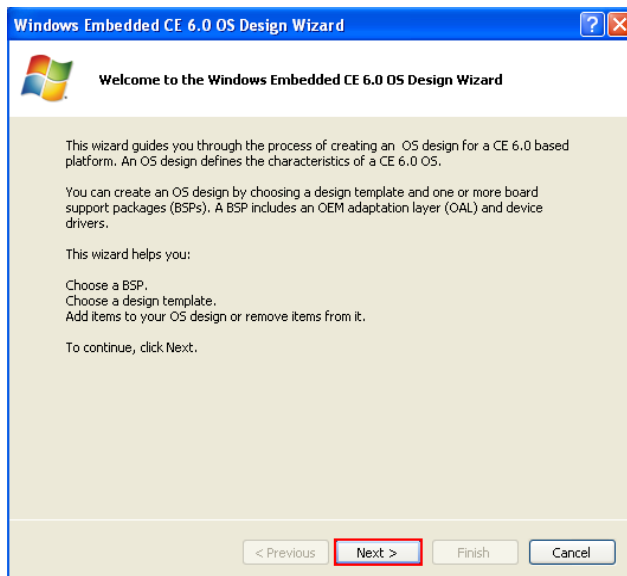 Windows Embedded CE 6.0 OS Design Wizard
Welcome to the Windows Embedded CE 6.0 OS Design Wizard
This wizard guides you through the process of creating an OS design for a CE 6.0 based
platform. An OS design defines the characteristics of a CE 6.0 OS.
You can create an OS design by choosing a design template and one or more board
support packages (BSPs). A BSP includes an OEM adaptation layer (OAL) and device
drivers.
This wizard helps you:
Choose a BSP.
Choose a design template.
Add items to your OS design or remove items from it.
To continue, click Next.
< Previous Next > Finish Cancel